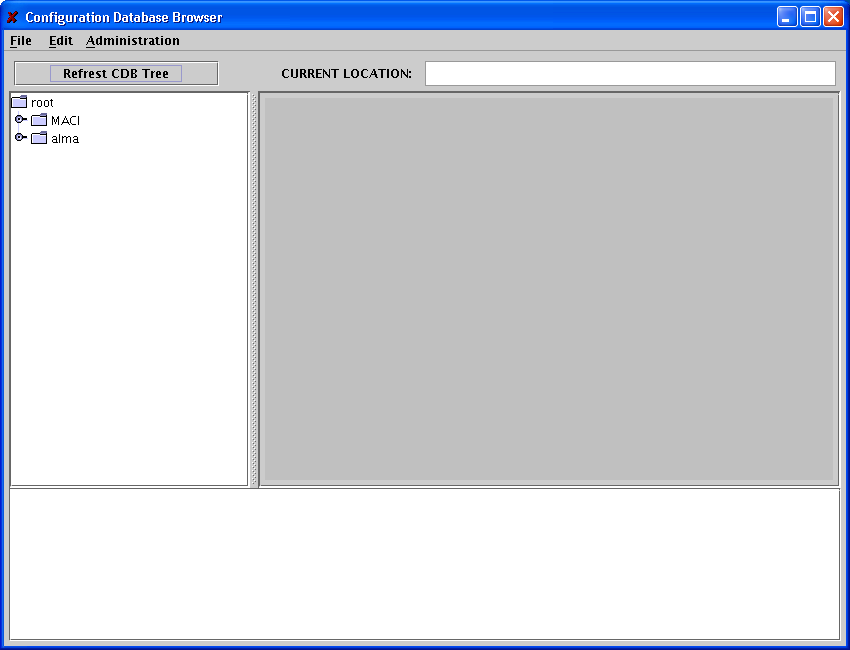 Configuration Database Browser
File Edit Administration
Refrest CDB Tree CURRENT LOCATION:
root
MACI
alma